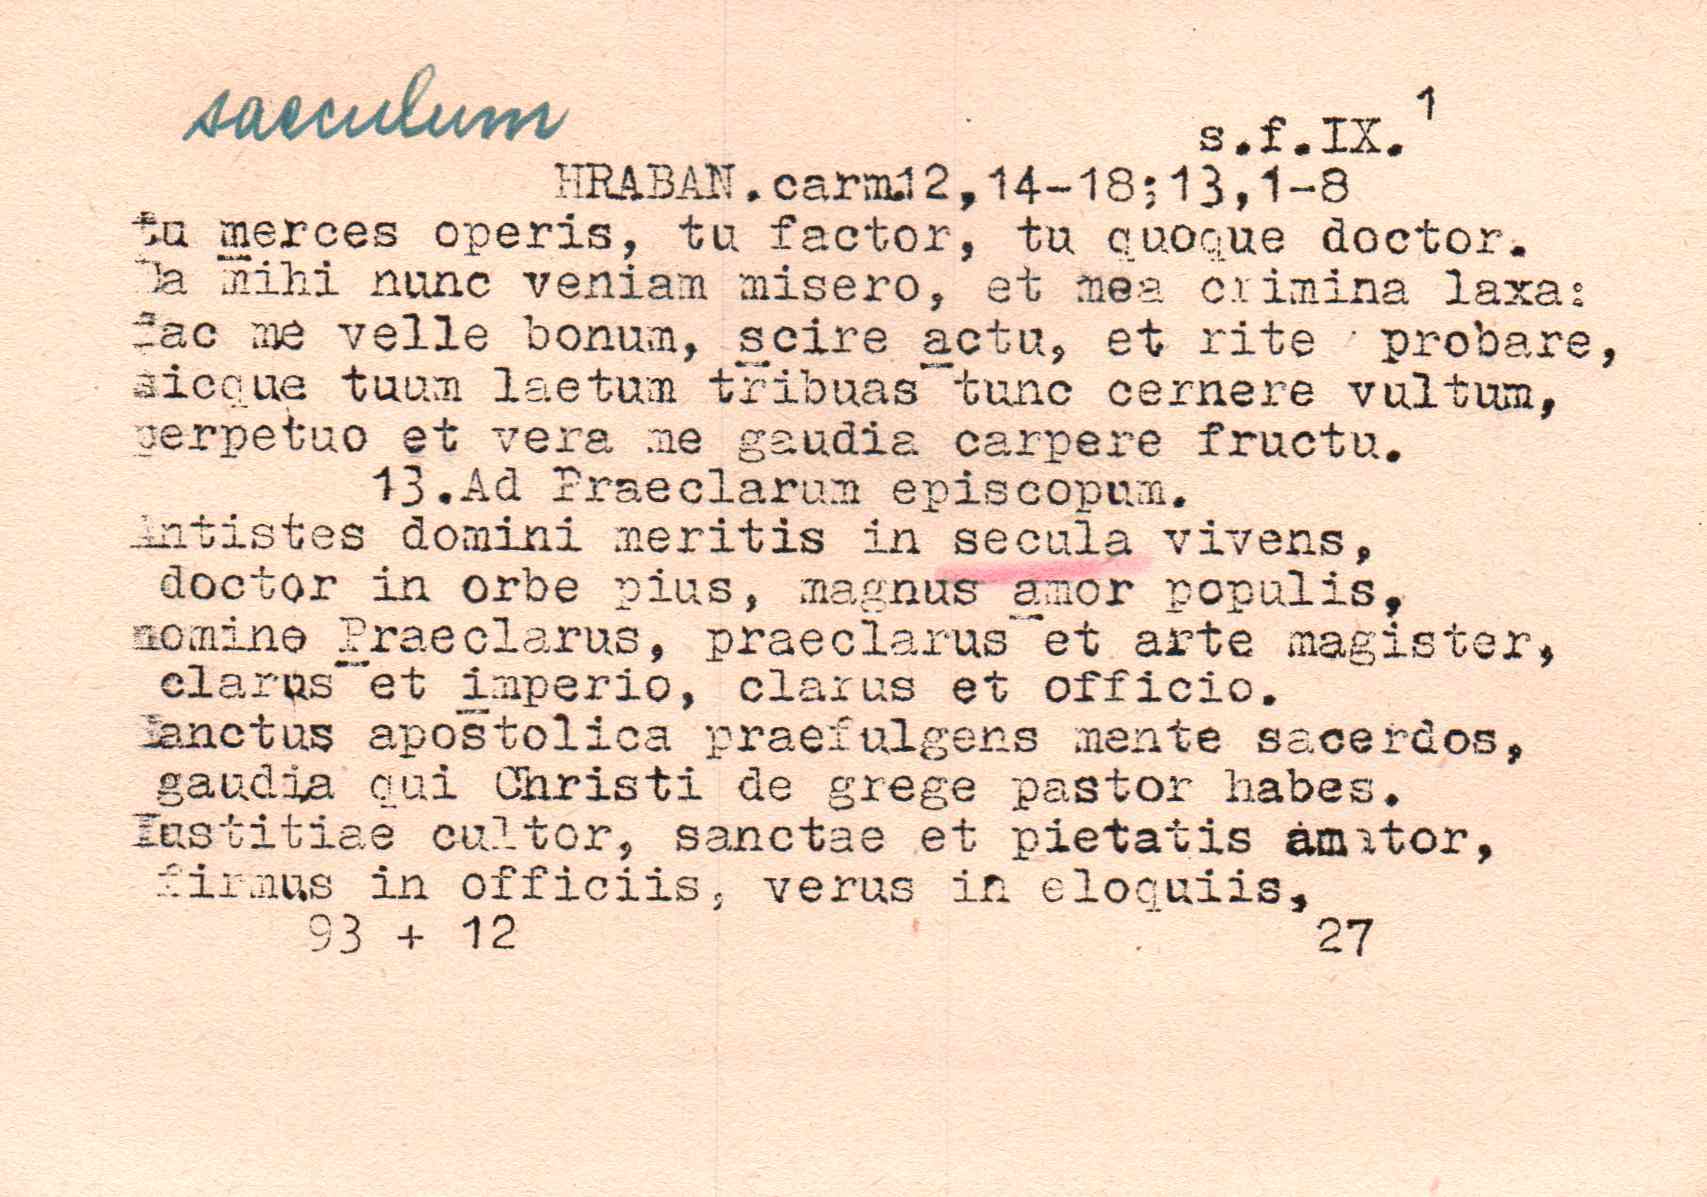 saeculum
s.f.IX.1
HRABAN.carm.12,14-18;13,1-8
tu merces operis, tu factor, tu quoque doctor.
Da mihi nunc veniam misero, et mea crimina laxa:
fac me velle bonum, scire actu, et rite probare,
sicque tuum laetum tribuas tunc cernere vultum,
perpetuo et vera me gaudia carpere fructu.
13.Ad Praeclarum episcopum.
Antistes domini meritis in secula vivens,
doctor in orbe pius, magnus amor populis,
nomine Praeclarus, praeclarus et arte magister,
clarus et imperio, clarus et officio.
Sanctus apostolica praefulgens mente sacerdos,
gaudia qui Christi de grege pastor habes.
Iustitiae cultor, sanctae et pietatis amator,
firmus in officiis, verus in eloquiis,
93 + 12 27